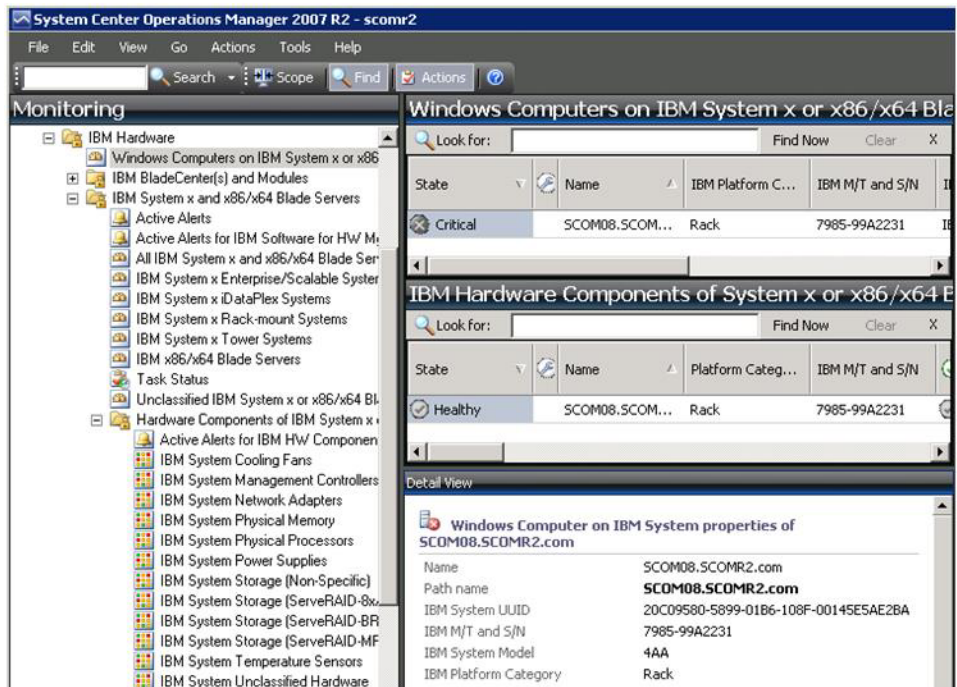 System Center Operations Manager 2007 R2 - scomr2
File Edit View Go Actions Tools Help
Search Scope Find Actions
Monitoring
IBM Hardware
Windows Computers on IBM System x or x86
IBM BladeCenter(s) and Modules
IBM System x and x86/x64 Blade Servers
Active Alerts
Active Alerts for IBM Software for HW
All IBM System x and x86/x64 Blade
IBM System x Enterprise/Scalable
IBM System x iDataPlex Systems
IBM System x Rack-mount Systems
IBM System x Tower Systems
IBM x86/x64 Blade Servers
Task Status
Unclassified IBM System x or x86/x64
Hardware Components of IBM System x
Active Alerts for IBM HW Componen
IBM System Cooling Fans
IBM System Management Controllers
IBM System Network Adapters
IBM System Physical Memory
IBM System Physical Processors
IBM System Power Supplies
IBM System Storage (Non-Specific)
IBM System Storage (ServeRAID-8x
IBM System Storage (ServeRAID-BR
IBM System Storage (ServeRAID-MF
IBM System Temperature Sensors
IBM System Unclassified Hardware
Windows Computers on IBM System x or x86/x64 Bla
Look for: Find Now Clear X
State Name IBM Platform C... IBM M/T and S/N
Critical SCOM08.SCOM... Rack 7985-99A2231
IBM Hardware Components of System x or x86/x64 B
Look for: Find Now Clear X
State Name Platform Categ... IBM M/T and S/N
Healthy SCOM08.SCOM... Rack 7985-99A2231
Detail View
Windows Computer on IBM System properties of
SCOM08.SCOMR2.com
Name SCOM08.SCOMR2.com
Path name SCOM08.SCOMR2.com
IBM System UUID 20C09580-5899-01B6-108F-00145E5AE2BA
IBM M/T and S/N 7985-99A2231
IBM System Model 4AA
IBM Platform Category Rack